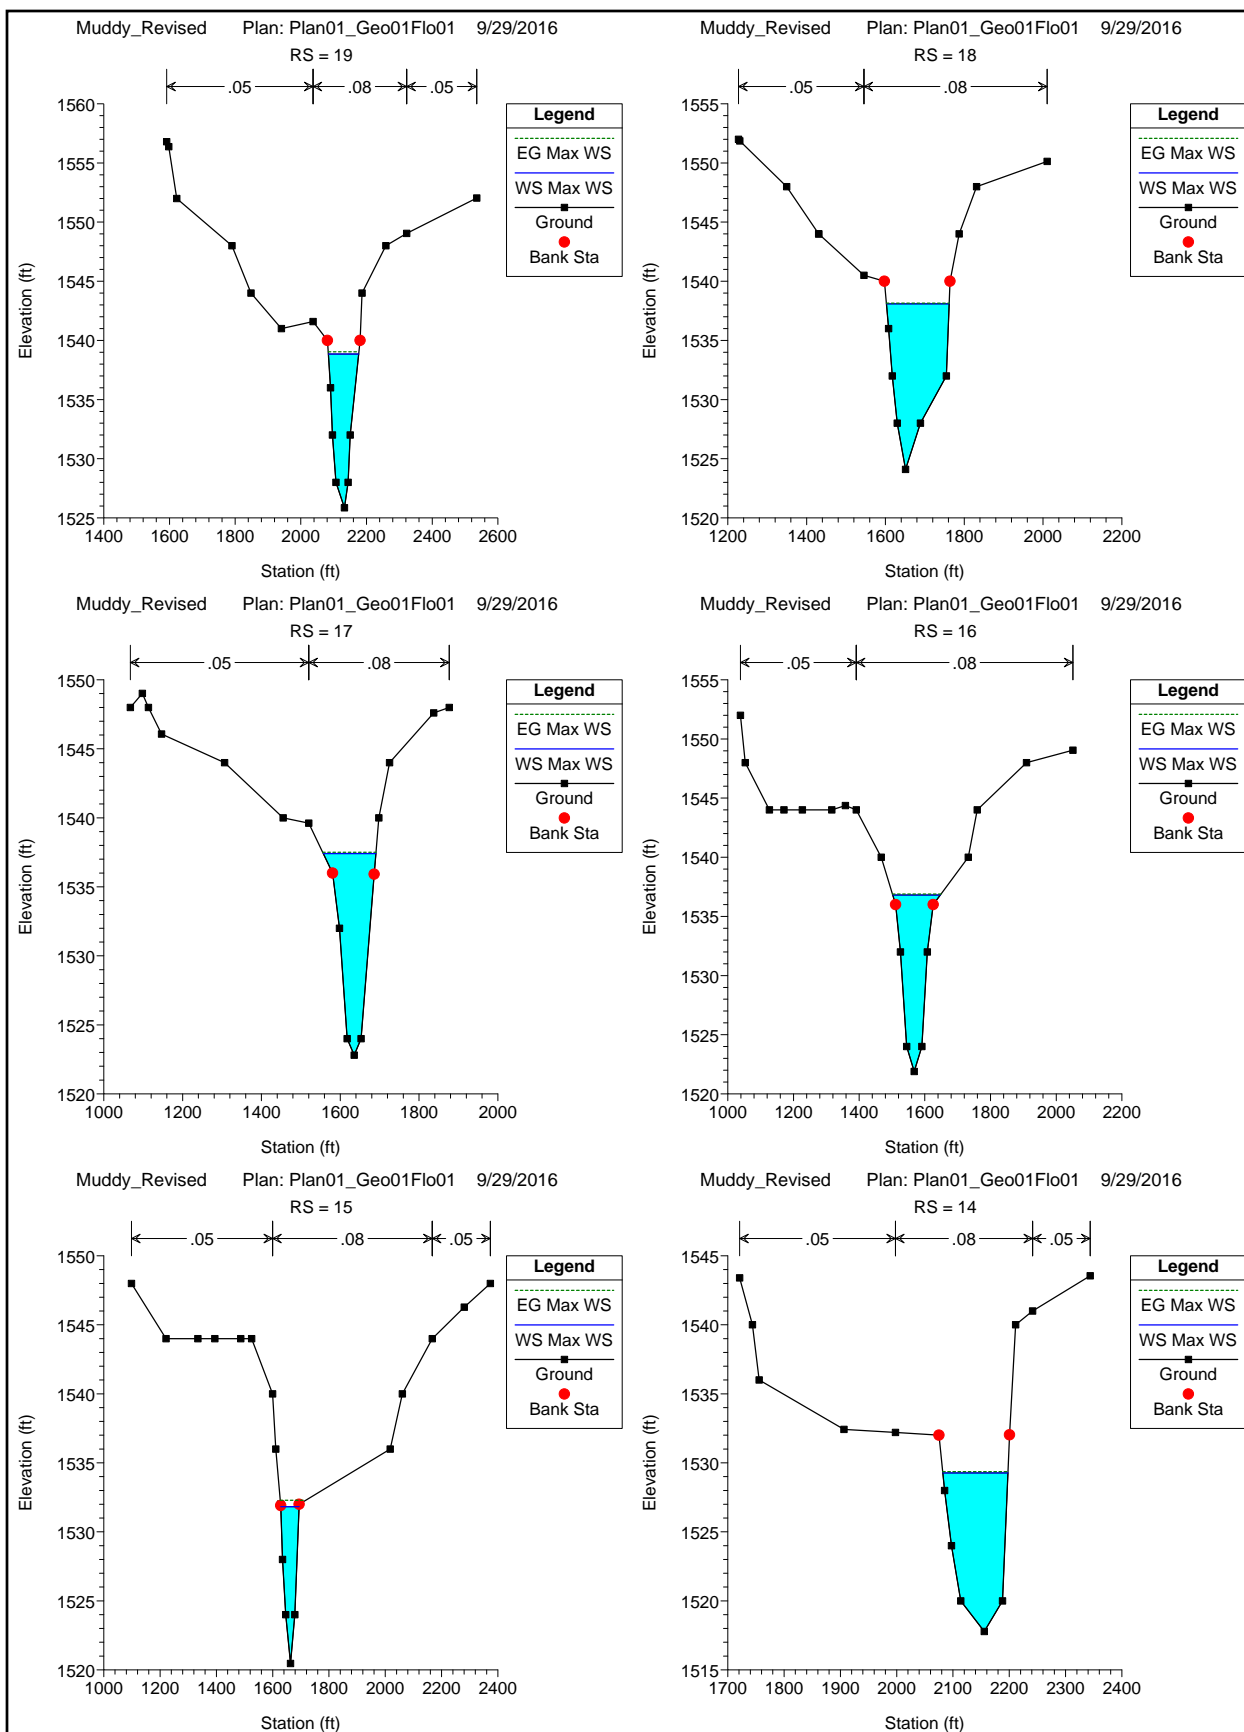 Muddy_Revised Plan: Plan01_Geo01Flo01 9/29/2016
RS = 19
.05 .08 .05
1560
1555
1550
1545
1540
1535
1530
1525
Elevation (ft)
1400 1600 1800 2000 2200 2400 2600
Station (ft)
Legend
EG Max WS
WS Max WS
Ground
Bank Sta
Muddy_Revised Plan: Plan01_Geo01Flo01 9/29/2016
RS = 18
.05 .08
1555
1550
1545
1540
1535
1530
1525
1520
Elevation (ft)
1200 1400 1600 1800 2000 2200
Station (ft)
Legend
EG Max WS
WS Max WS
Ground
Bank Sta
Muddy_Revised Plan: Plan01_Geo01Flo01 9/29/2016
RS = 17
.05 .08
1550
1545
1540
1535
1530
1525
1520
Elevation (ft)
1000 1200 1400 1600 1800 2000
Station (ft)
Legend
EG Max WS
WS Max WS
Ground
Bank Sta
Muddy_Revised Plan: Plan01_Geo01Flo01 9/29/2016
RS = 16
.05 .08
1555
1550
1545
1540
1535
1530
1525
1520
Elevation (ft)
1000 1200 1400 1600 1800 2000 2200
Station (ft)
Legend
EG Max WS
WS Max WS
Ground
Bank Sta
Muddy_Revised Plan: Plan01_Geo01Flo01 9/29/2016
RS = 15
.05 .08 .05
1550
1545
1540
1535
1530
1525
1520
Elevation (ft)
1000 1200 1400 1600 1800 2000 2200 2400
Station (ft)
Legend
EG Max WS
WS Max WS
Ground
Bank Sta
Muddy_Revised Plan: Plan01_Geo01Flo01 9/29/2016
RS = 14
.05 .08 .05
1545
1540
1535
1530
1525
1520
1515
Elevation (ft)
1700 1800 1900 2000 2100 2200 2300 2400
Station (ft)
Legend
EG Max WS
WS Max WS
Ground
Bank Sta